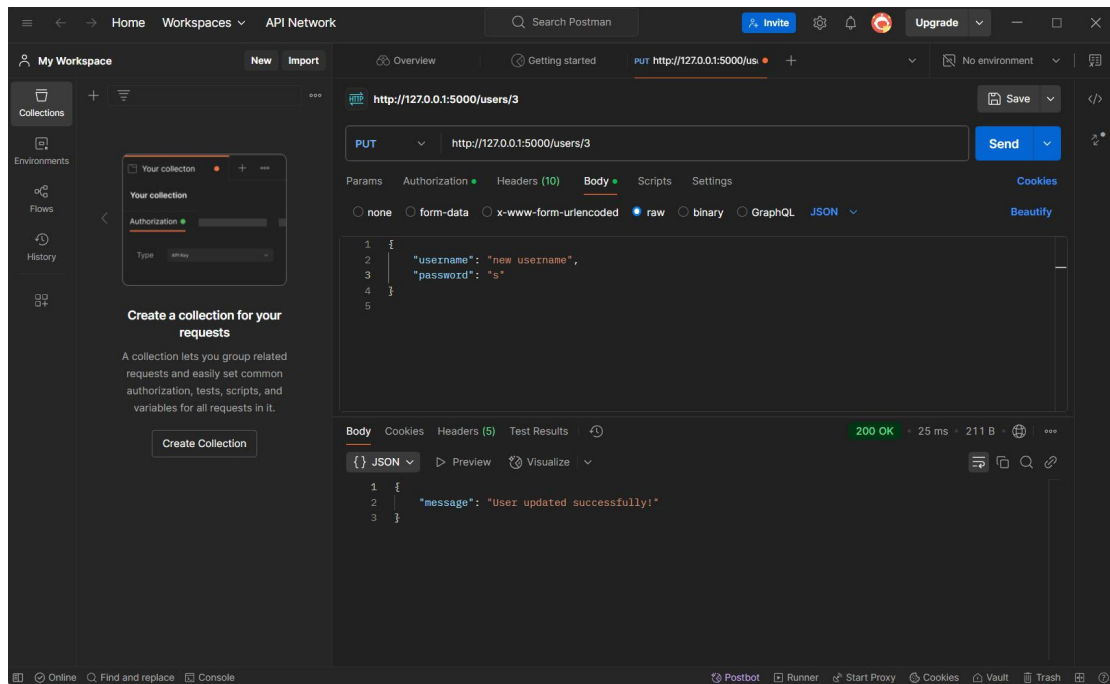 Home Workspaces API Network Search Postman Invite Upgrade
My Workspace New Import Overview Getting started PUT http://127.0.0.1:5000/us No environment
Collections
Environments
Flows
History
Your collecton
Your collection
Authorization
Type API Key
Create a collection for your
requests
A collection lets you group related
requests and easily set common
authorization, tests, scripts, and
variables for all requests in it.
Create Collection
HTTP http://127.0.0.1:5000/users/3 Save
PUT http://127.0.0.1:5000/users/3 Send
Params Authorization Headers (10) Body Scripts Settings Cookies
none form-data x-www-form-urlencoded raw binary GraphQL JSON Beautify
1 {
2 "username": "new username",
3 "password": "s"
4 }
5
Body Cookies Headers (5) Test Results 200 OK 25 ms 211 B
{} JSON Preview Visualize
1 {
2 "message": "User updated successfully!"
3 }
Online Find and replace Console Postbot Runner Start Proxy Cookies Vault Trash